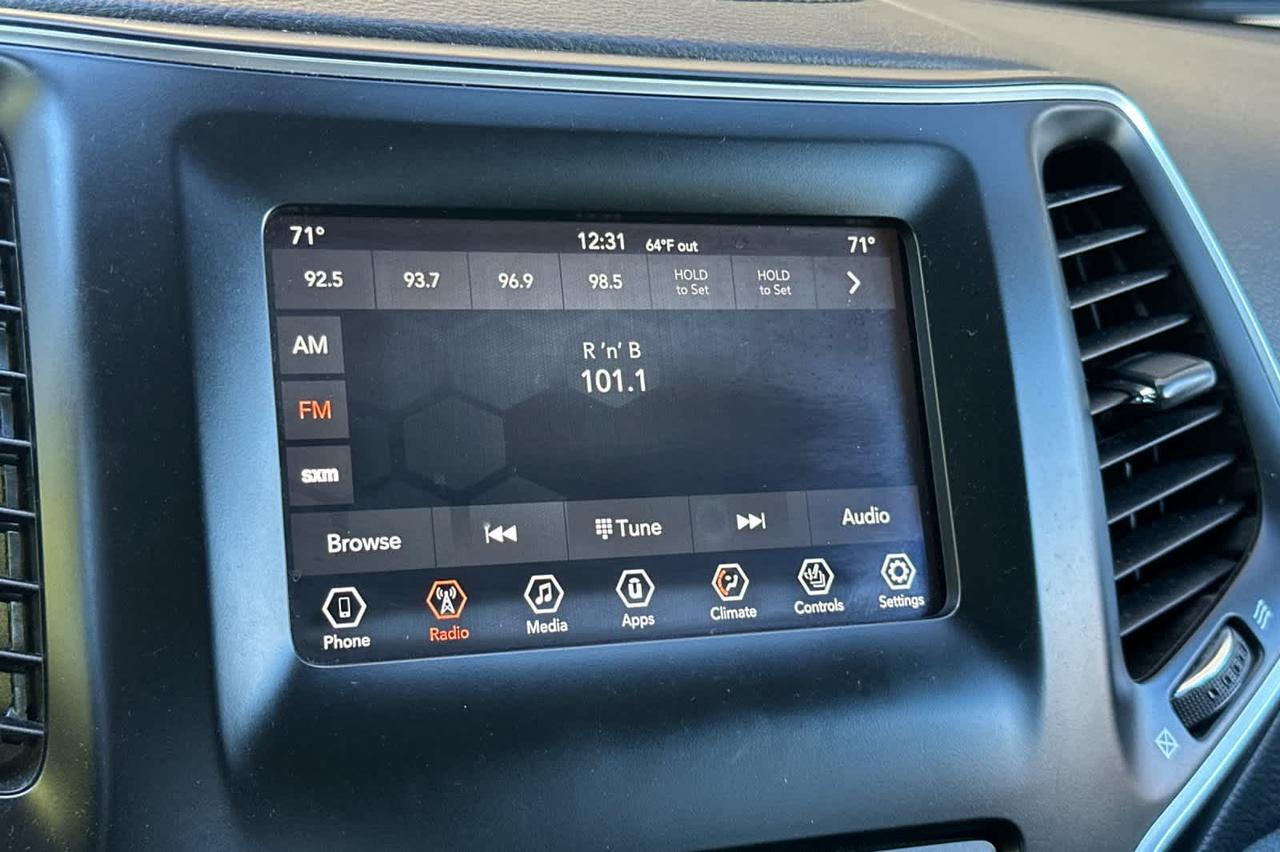 71° 12:31 64°F out 71°
92.5 93.7 96.9 98.5 HOLD to Set HOLD to Set
AM
R 'n' B
101.1
FM
sxm
Browse Tune Audio
Phone Radio Media Apps Climate Controls Settings